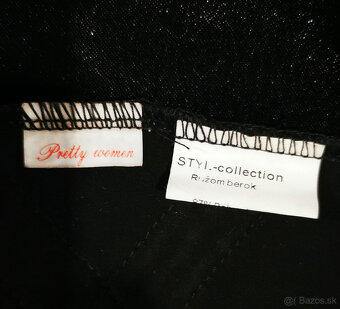 Pretty women
STYL-collection
Ružomberok
Bazos.sk